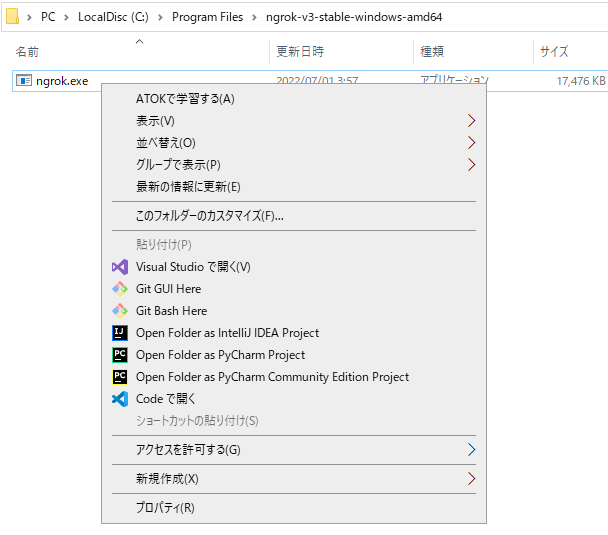 PC > LocalDisc (C:) > Program Files > ngrok-v3-stable-windows-amd64
名前 更新日時 種類 サイズ
ngrok.exe 2022/07/01 3:57 アプリケーション 17,476 KB
ATOKで学習する(A)
表示(V)
並べ替え(O)
グループで表示(P)
最新の情報に更新(E)
このフォルダーのカスタマイズ(F)...
貼り付け(P)
Visual Studio で開く(V)
Git GUI Here
Git Bash Here
IJ Open Folder as IntelliJ IDEA Project
PC Open Folder as PyCharm Project
PC Open Folder as PyCharm Community Edition Project
Code で開く
ショートカットの貼り付け(S)
アクセスを許可する(G)
新規作成(X)
プロパティ(R)